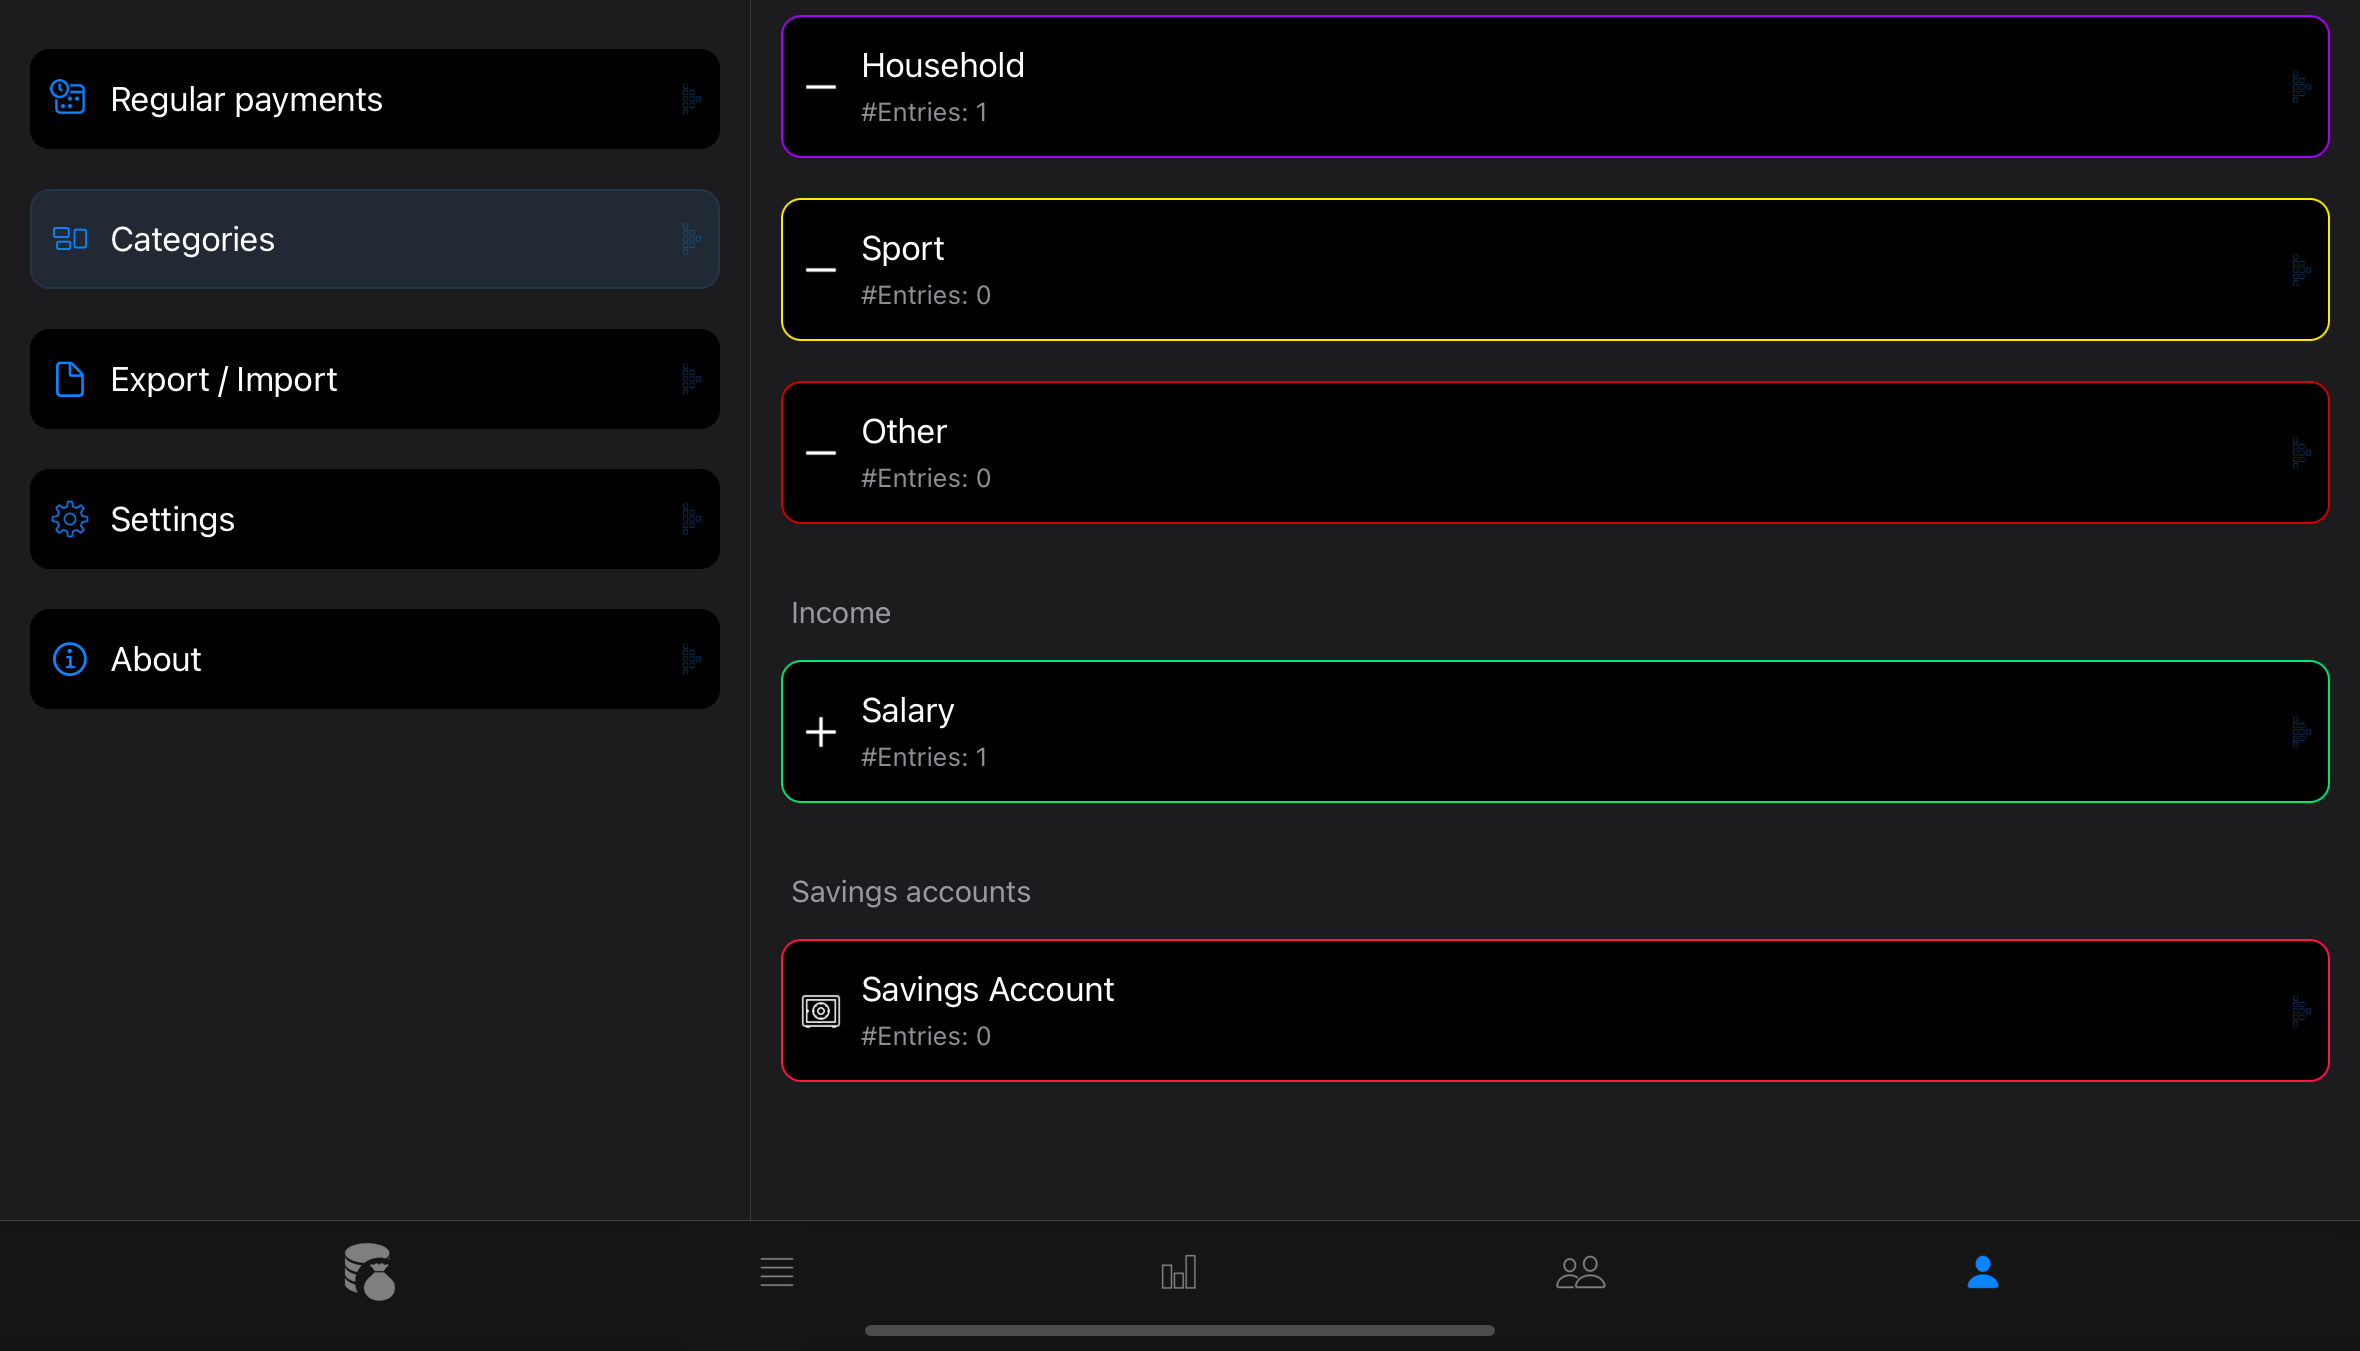 Regular payments
Categories
Export / Import
Settings
About
Household
#Entries: 1
Sport
#Entries: 0
Other
#Entries: 0
Income
Salary
#Entries: 1
Savings accounts
Savings Account
#Entries: 0